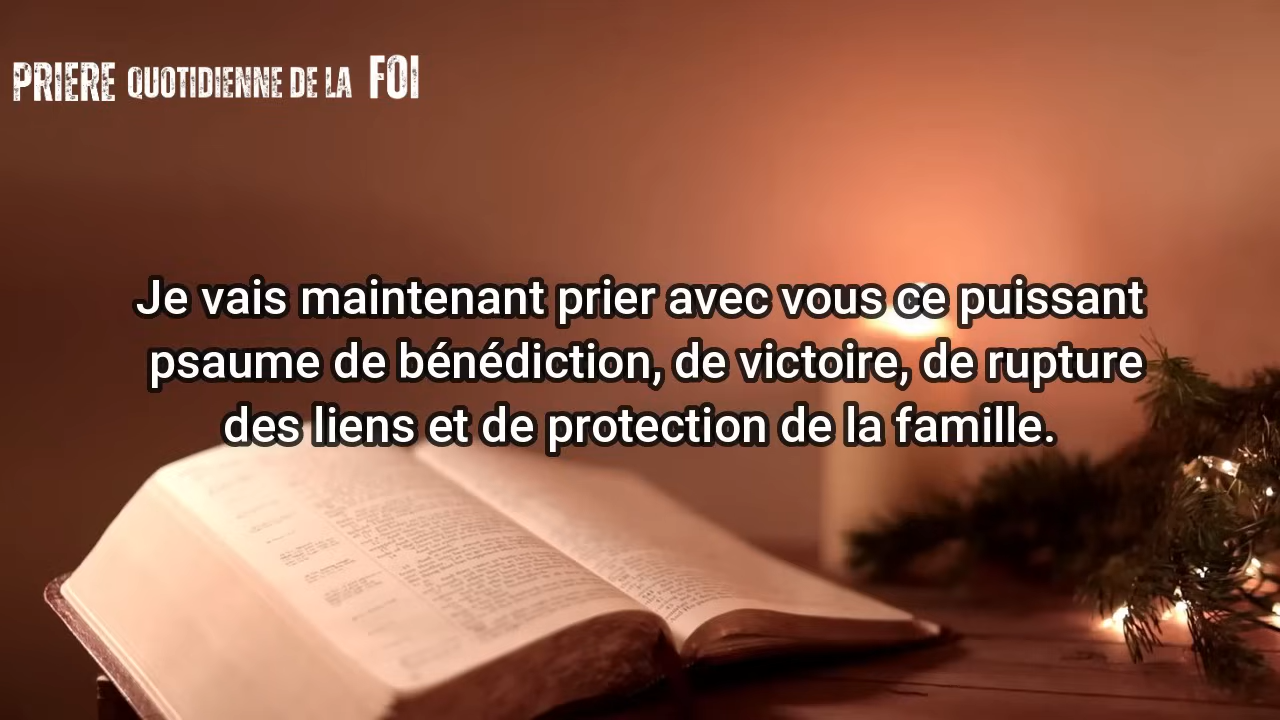 PRIERE QUOTIDIENNE DE LA FOI
Je vais maintenant prier avec vous ce puissant
psaume de bénédiction, de victoire, de rupture
des liens et de protection de la famille.